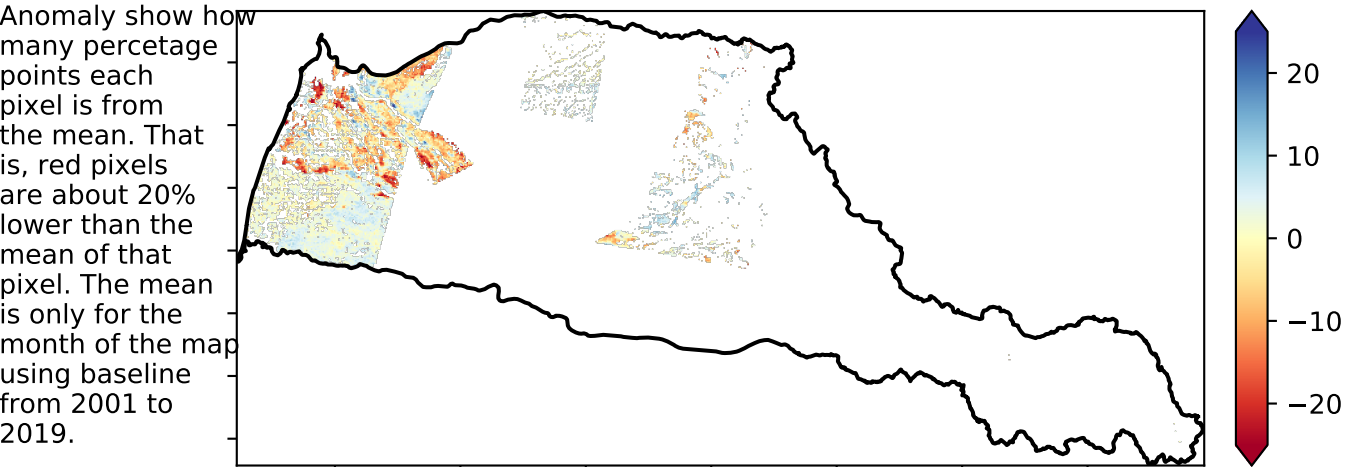 Anomaly show how
many percetage
points each
pixel is from
the mean. That
is, red pixels
are about 20%
lower than the
mean of that
pixel. The mean
is only for the
month of the map
using baseline
from 2001 to
2019.
20
10
0
−10
−20